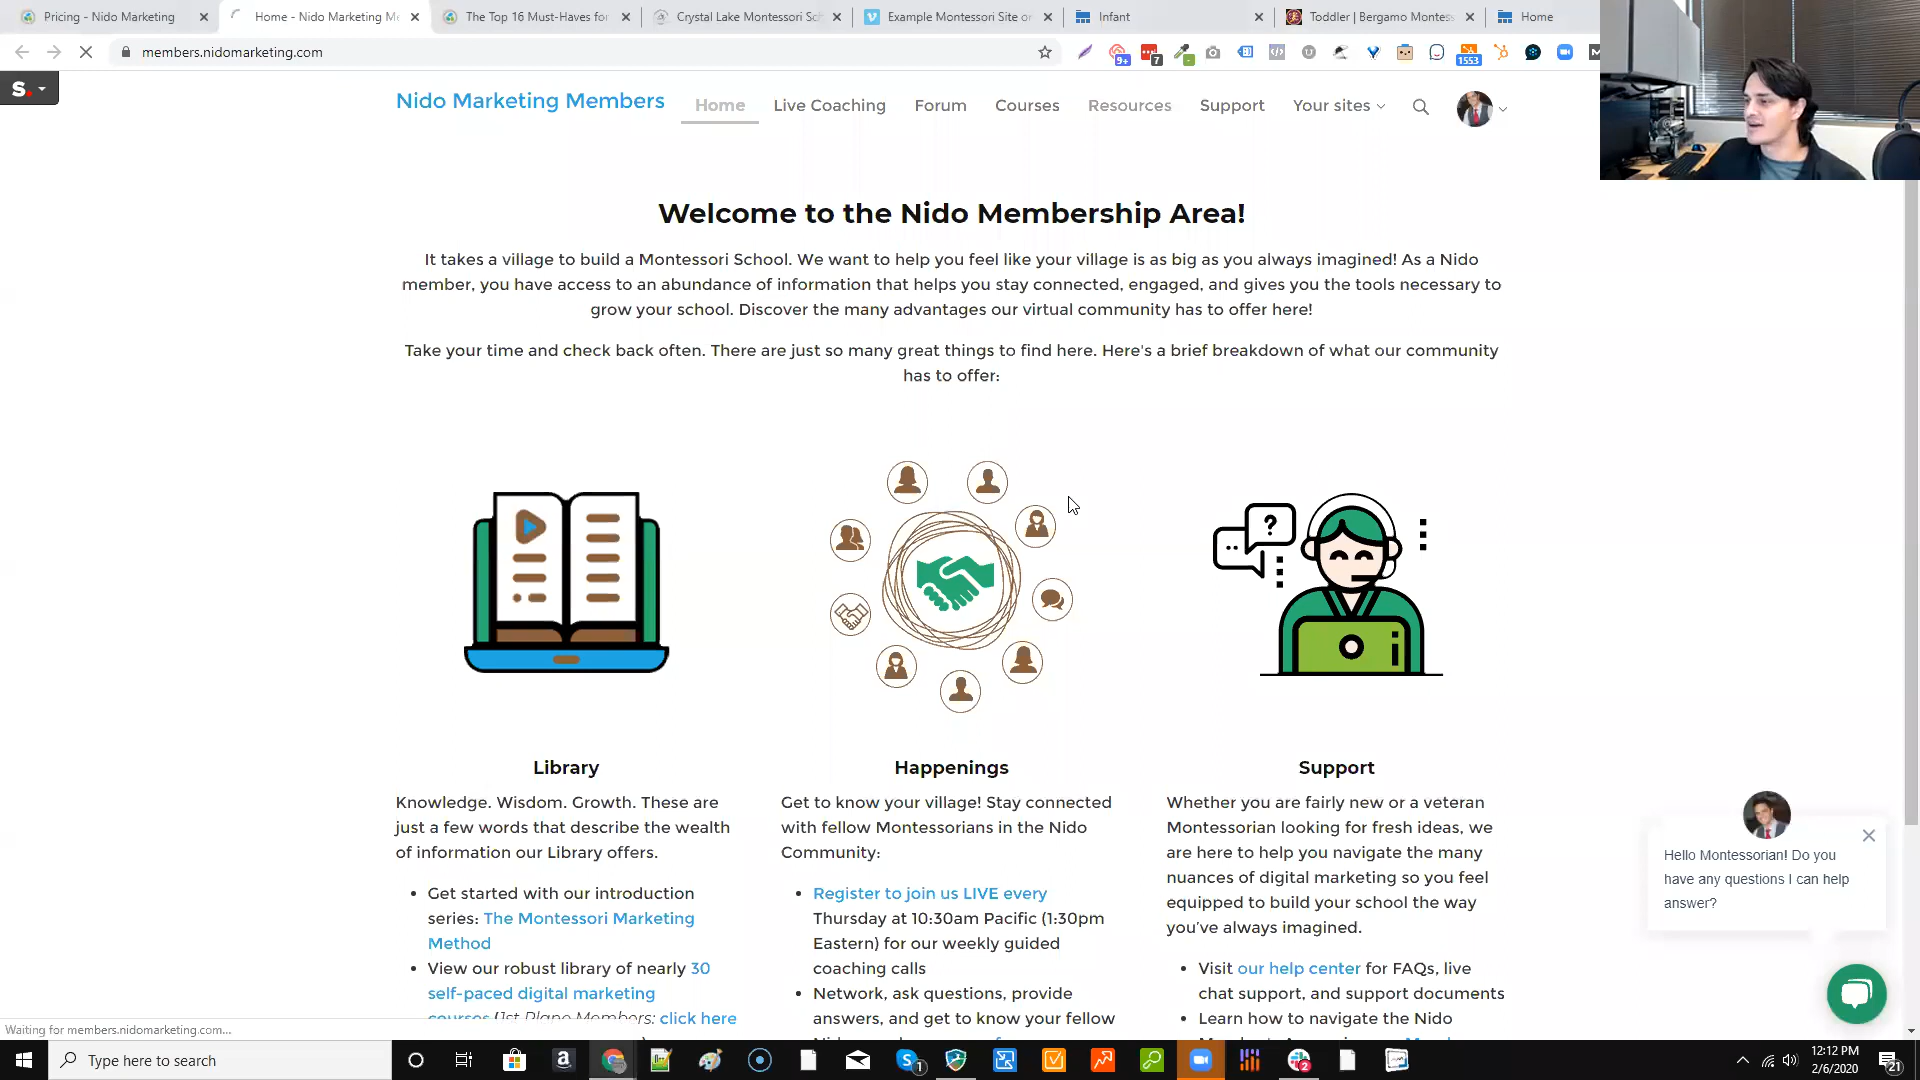 Pricing - Nido Marketing
Home - Nido Marketing Me
The Top 16 Must-Haves for
Crystal Lake Montessori Sch
Example Montessori Site or
Infant
Toddler | Bergamo Montess
Home
members.nidomarketing.com
9+
7
1553
S.
Nido Marketing Members
Home
Live Coaching
Forum
Courses
Resources
Support
Your sites
Welcome to the Nido Membership Area!
It takes a village to build a Montessori School. We want to help you feel like your village is as big as you always imagined! As a Nido
member, you have access to an abundance of information that helps you stay connected, engaged, and gives you the tools necessary to
grow your school. Discover the many advantages our virtual community has to offer here!
Take your time and check back often. There are just so many great things to find here. Here's a brief breakdown of what our community
has to offer:
Library
Knowledge. Wisdom. Growth. These are
just a few words that describe the wealth
of information our Library offers.
• Get started with our introduction
series: The Montessori Marketing
Method
• View our robust library of nearly 30
self-paced digital marketing
courses (1st Plane Members: click here
Happenings
Get to know your village! Stay connected
with fellow Montessorians in the Nido
Community:
• Register to join us LIVE every
Thursday at 10:30am Pacific (1:30pm
Eastern) for our weekly guided
coaching calls
• Network, ask questions, provide
answers, and get to know your fellow
Support
Whether you are fairly new or a veteran
Montessorian looking for fresh ideas, we
are here to help you navigate the many
nuances of digital marketing so you feel
equipped to build your school the way
you've always imagined.
• Visit our help center for FAQs, live
chat support, and support documents
• Learn how to navigate the Nido
Hello Montessorian! Do you
have any questions I can help
answer?
Waiting for members.nidomarketing.com...
Type here to search
12:12 PM
2/6/2020
21